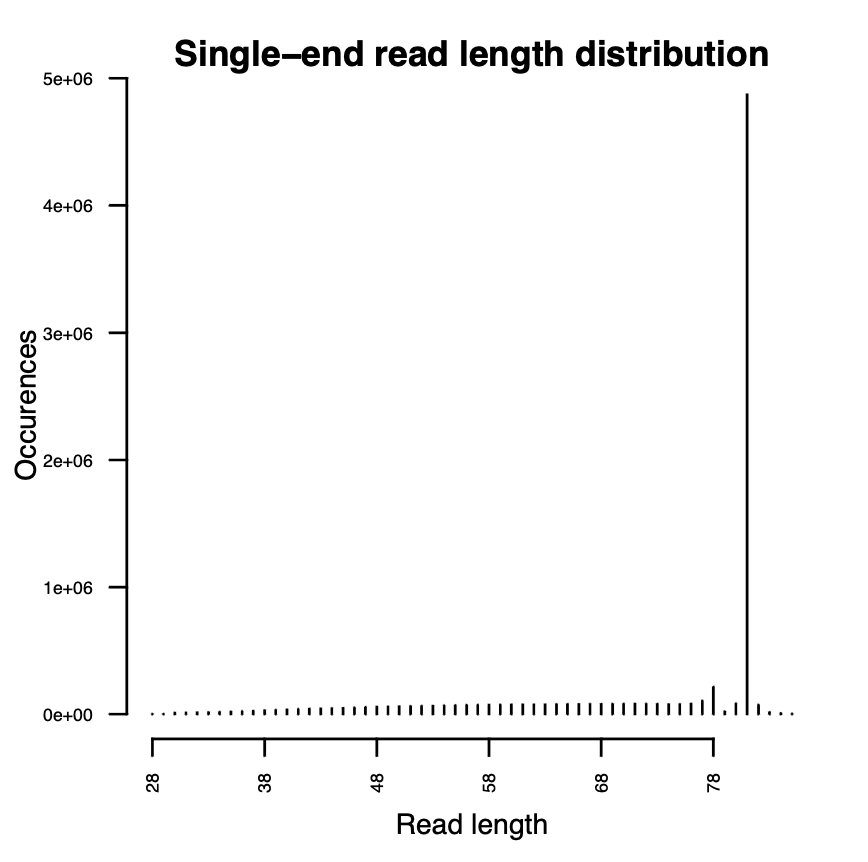 Single−end read length distribution
5e+06
4e+06
3e+06
2e+06
1e+06
0e+00
Occurences
28
38
48
58
68
78
Read length